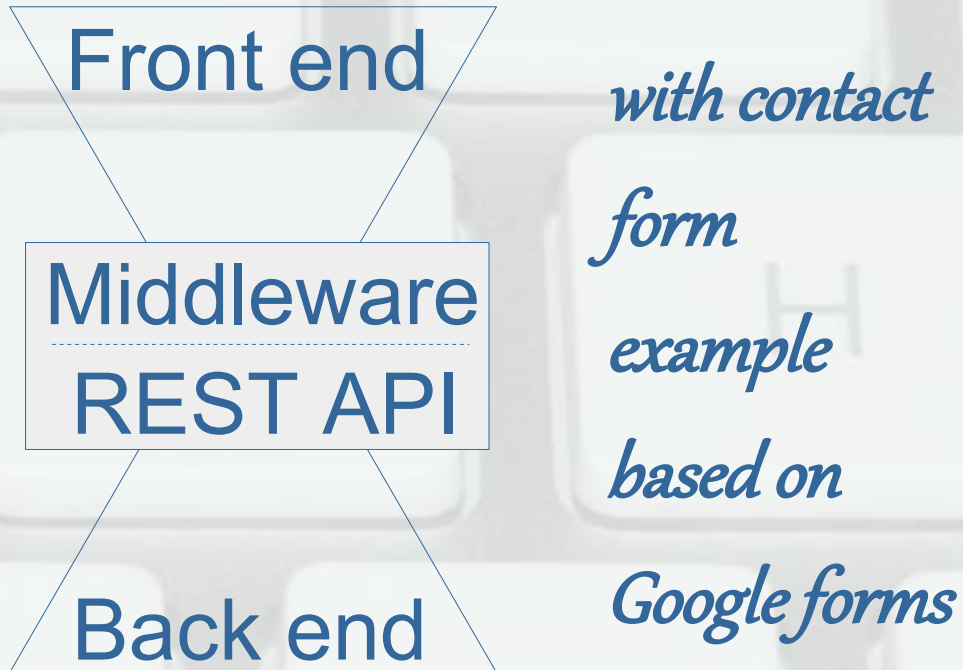 Front end
Middleware
REST API
Back end
with contact
form
example
based on
Google forms
H